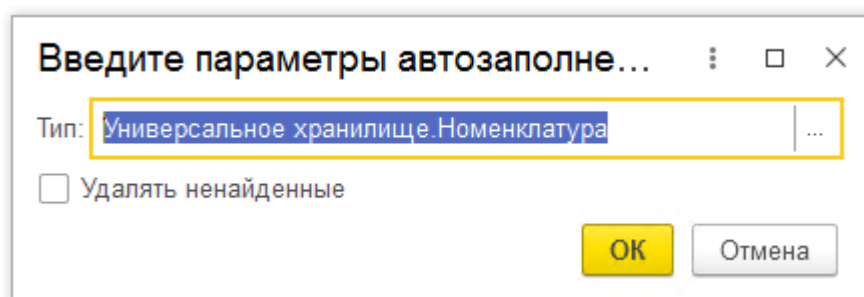 Введите параметры автозаполне...
Тип: Универсальное хранилище.Номенклатура ...
Удалять ненайденные
ОК Отмена